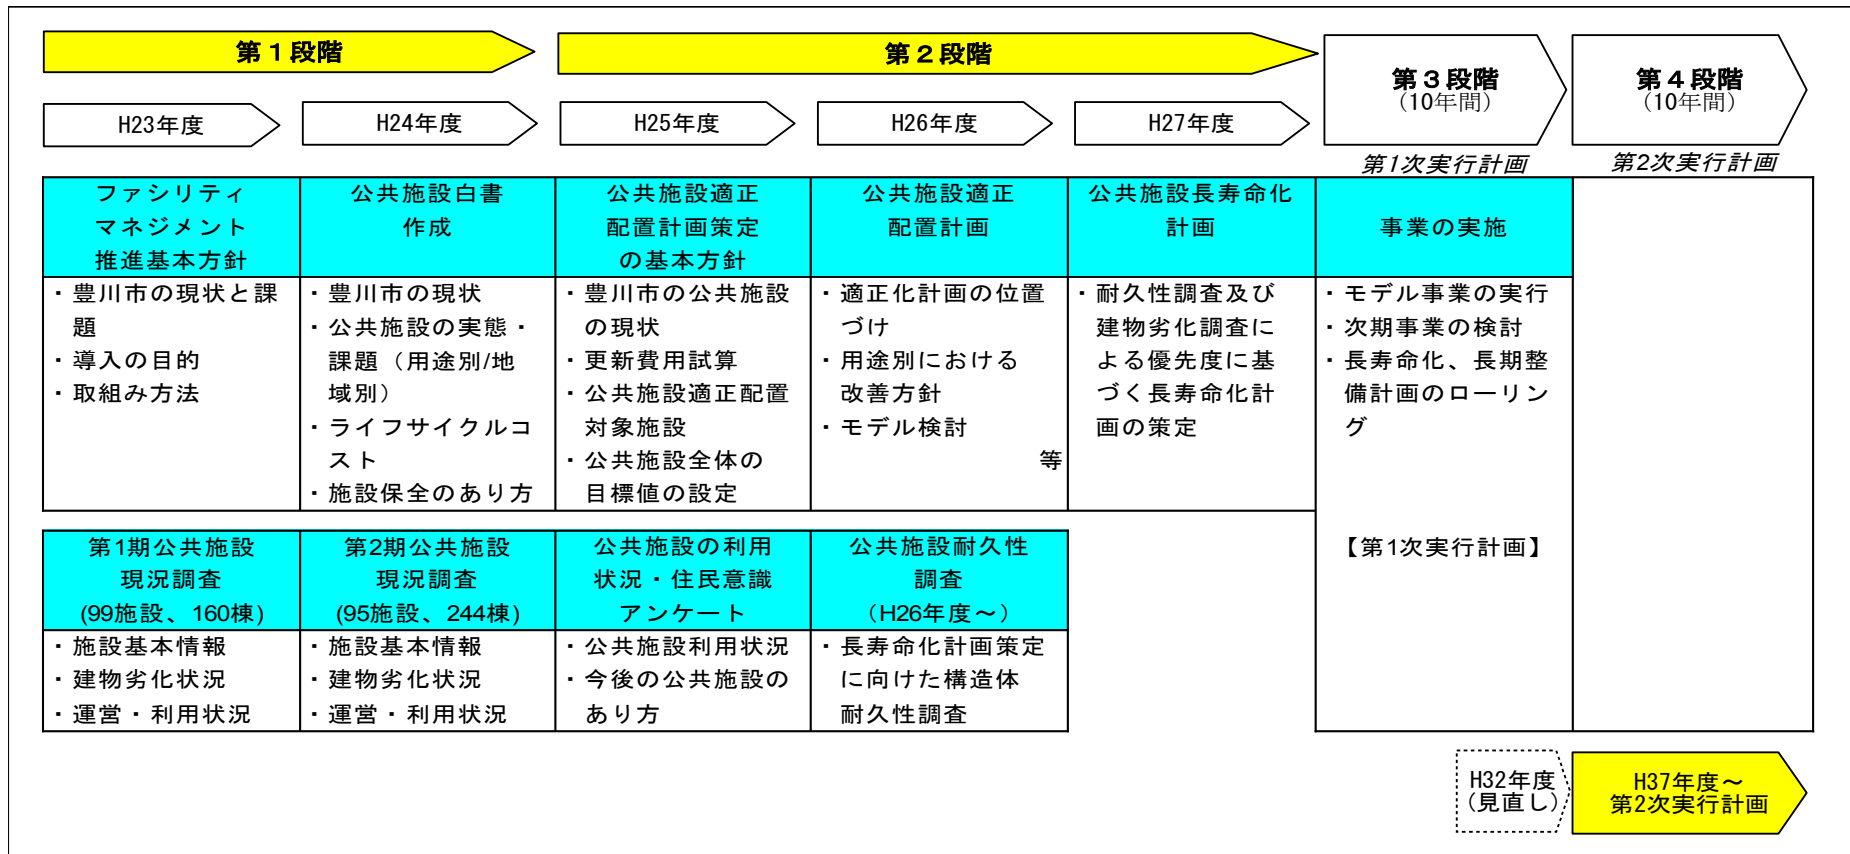 第１段階
第２段階
第３段階
（10年間）
第４段階
（10年間）
H23年度
H24年度
H25年度
H26年度
H27年度
第1次実行計画
第2次実行計画
ファシリティ
マネジメント
推進基本方針
・豊川市の現状と課
題
・導入の目的
・取組み方法
公共施設白書
作成
・豊川市の現状
・公共施設の実態・
課題（用途別/地
域別）
・ライフサイクルコ
スト
・施設保全のあり方
公共施設適正
配置計画策定
の基本方針
・豊川市の公共施設
の現状
・更新費用試算
・公共施設適正配置
対象施設
・公共施設全体の
目標値の設定
公共施設適正
配置計画
・適正化計画の位置
づけ
・用途別における
改善方針
・モデル検討
等
公共施設長寿命化
計画
・耐久性調査及び
建物劣化調査に
よる優先度に基
づく長寿命化計
画の策定
事業の実施
・モデル事業の実行
・次期事業の検討
・長寿命化、長期整
備計画のローリン
グ
【第1次実行計画】
第1期公共施設
現況調査
(99施設、160棟)
・施設基本情報
・建物劣化状況
・運営・利用状況
第2期公共施設
現況調査
(95施設、244棟)
・施設基本情報
・建物劣化状況
・運営・利用状況
公共施設の利用
状況・住民意識
アンケート
・公共施設利用状況
・今後の公共施設の
あり方
公共施設耐久性
調査
（H26年度～）
・長寿命化計画策定
に向けた構造体
耐久性調査
H32年度
（見直し）
H37年度～
第2次実行計画